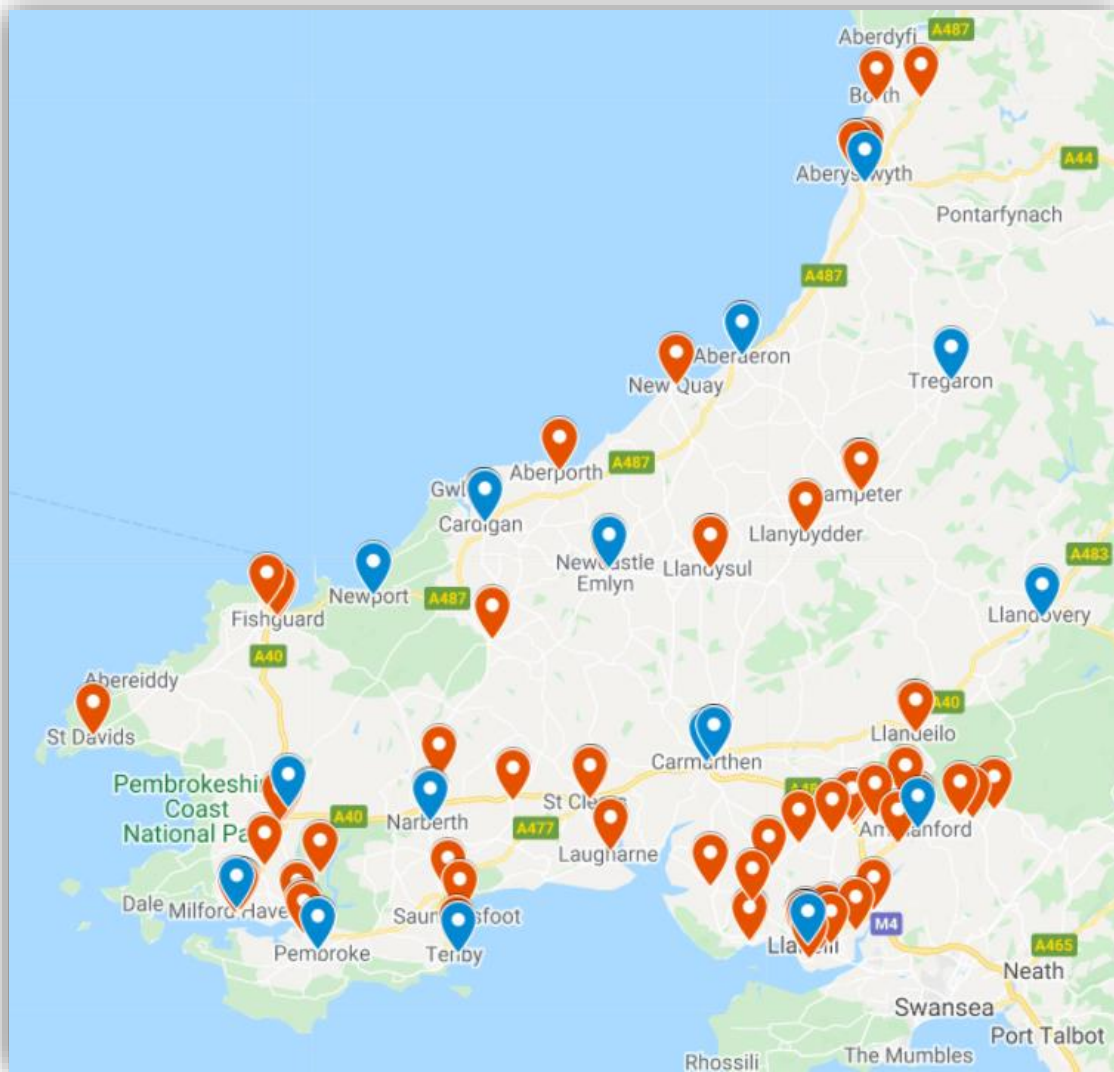 Aberdyfi
A487
Borth
Aberystwyth
A44
Pontarfynach
A487
Aberaeron
New Quay
Tregaron
Aberporth
A487
Lampeter
Cardigan
Llanybydder
Newcastle
Emlyn
Llandysul
A483
Newport
A487
Llandovery
Fishguard
A40
Abereiddy
St Davids
A40
Llandeilo
Carmarthen
Pembrokeshire
Coast
National Park
St Clears
A40
Narberth
A477
Ammanford
Laugharne
Dale
Milford Haven
Saundersfoot
Pembroke
Tenby
Llanelli
M4
A465
Neath
Swansea
Port Talbot
The Mumbles
Rhossili